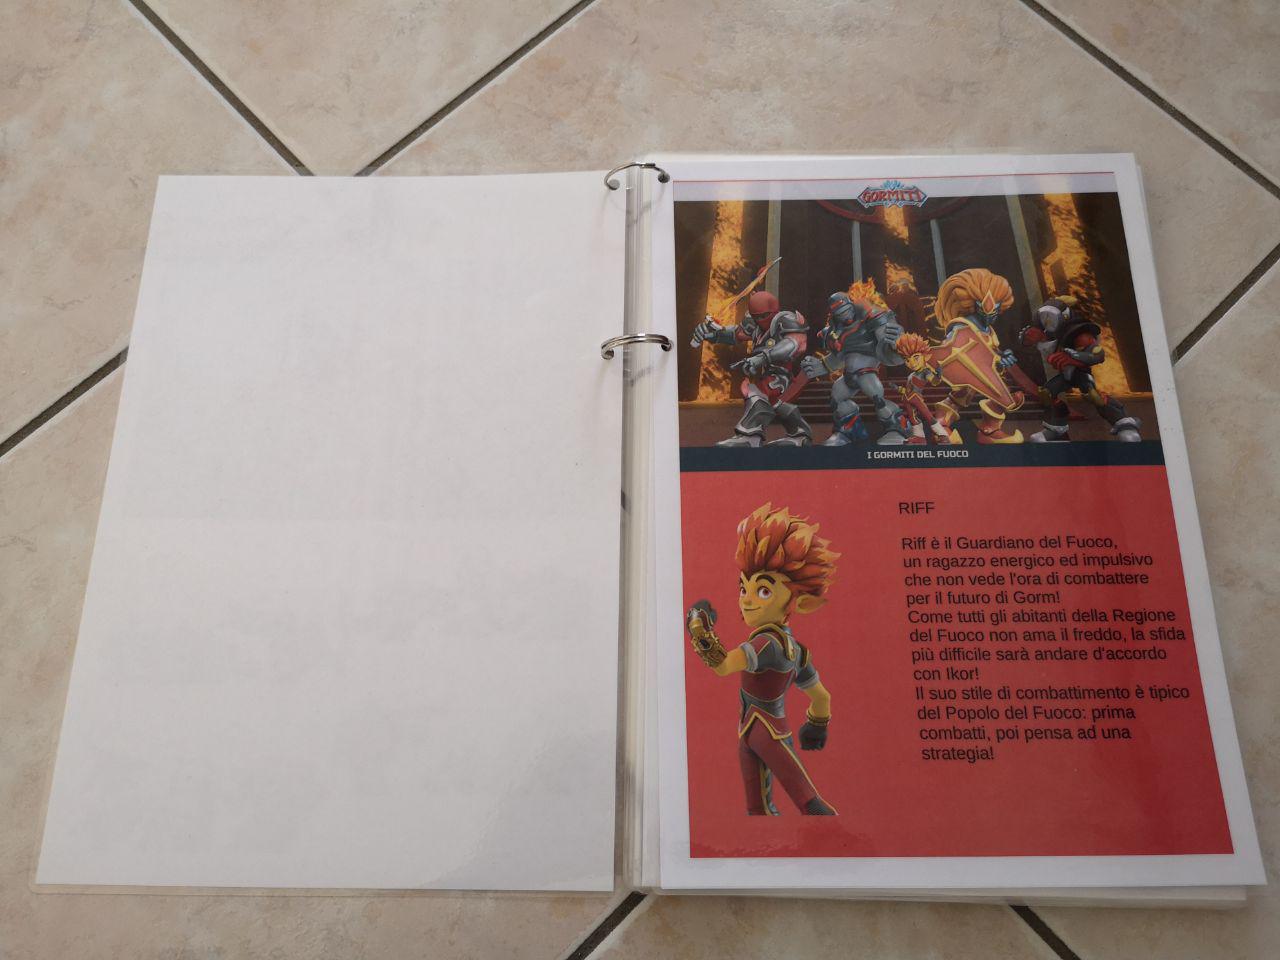 GORMITI
I GORMITI DEL FUOCO
RIFF
Riff è il Guardiano del Fuoco,
un ragazzo energico ed impulsivo
che non vede l'ora di combattere
per il futuro di Gorm!
Come tutti gli abitanti della Regione
del Fuoco non ama il freddo, la sfida
più difficile sarà andare d'accordo
con Ikor!
Il suo stile di combattimento è tipico
del Popolo del Fuoco: prima
combatti, poi pensa ad una
strategia!